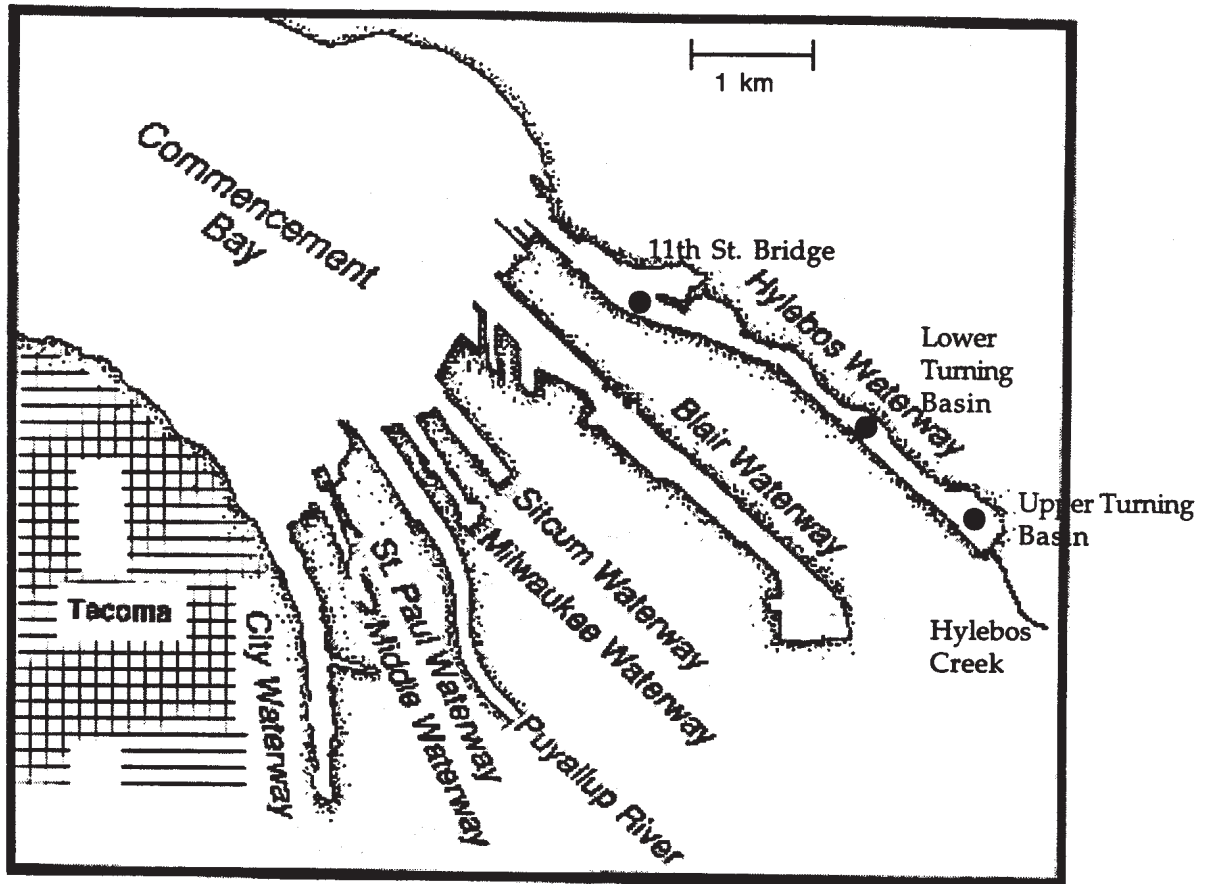 1 km
Commencement
Bay
11th St. Bridge
Hylebos Waterway
Lower
Turning
Basin
Blair Waterway
Upper Turning
Basin
Sitcum Waterway
Milwaukee Waterway
St. Paul Waterway
Middle Waterway
Tacoma
City Waterway
Hylebos
Creek
Puyallup River